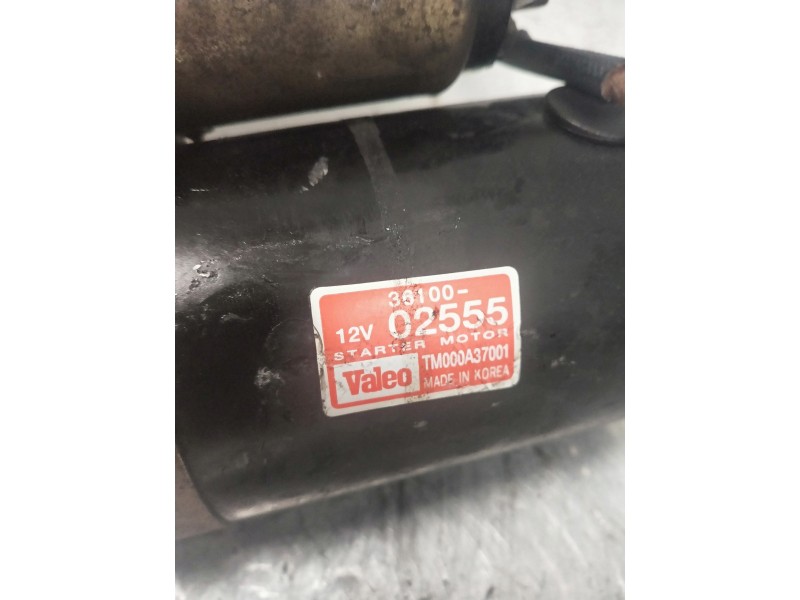 36100-
12V 02555
STARTER MOTOR
Valeo TM000A37001
MADE IN KOREA